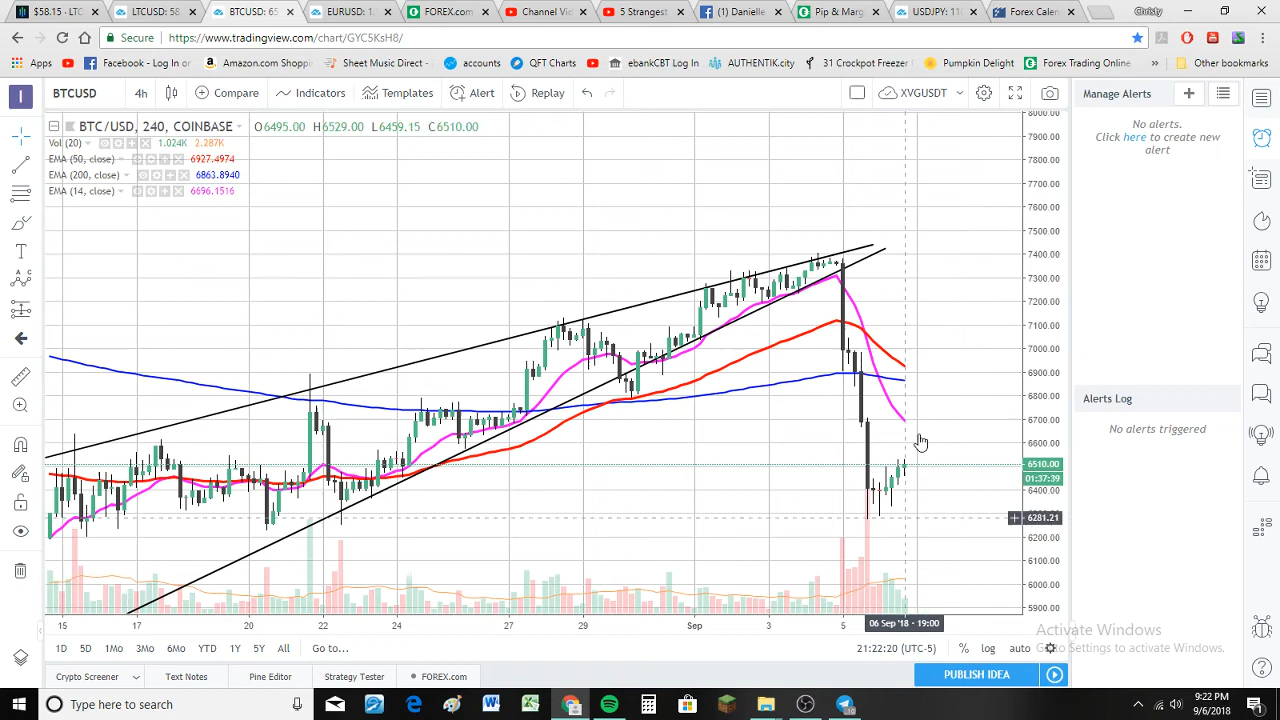 $58.15 · LTC
LTCUSD: 58
BTCUSD: 65
EURUSD: 1.
FOREX.com
Channel Vid
5 Strangest
(1) Danielle
Pip & Marg
USDJPY: 11
Forex Calen
Christy
Secure
https://www.tradingview.com/chart/GYC5KsH8/
Apps
Facebook - Log In or
Amazon.com Shoppin
Sheet Music Direct -
accounts
QFT Charts
ebankCBT Log In
AUTHENTIK.city
31 Crockpot Freezer
Pumpkin Delight
Forex Trading Online
Other bookmarks
BTCUSD
4h
Compare
Indicators
Templates
Alert
Replay
XVGUSDT
Manage Alerts
BTC/USD, 240, COINBASE
O6495.00 H6529.00 L6459.15 C6510.00
Vol (20)
1.024K 2.287K
EMA (50, close)
6927.4974
EMA (200, close)
6863.8940
EMA (14, close)
6696.1516
No alerts.
Click here to create new
alert
Alerts Log
No alerts triggered
8000.00
7900.00
7800.00
7700.00
7600.00
7500.00
7400.00
7300.00
7200.00
7100.00
7000.00
6900.00
6800.00
6700.00
6600.00
6510.00
01:37:39
6400.00
6281.21
6200.00
6100.00
6000.00
5900.00
15 17 20 22 24 27 29 Sep 3 5
06 Sep '18 · 19:00
Activate Windows
Go to Settings to activate Windows.
1D 5D 1Mo 3Mo 6Mo YTD 1Y 5Y All Go to...
21:22:20 (UTC-5)
% log auto
Crypto Screener
Text Notes
Pine Editor
Strategy Tester
FOREX.com
PUBLISH IDEA
Type here to search
9:22 PM
9/6/2018